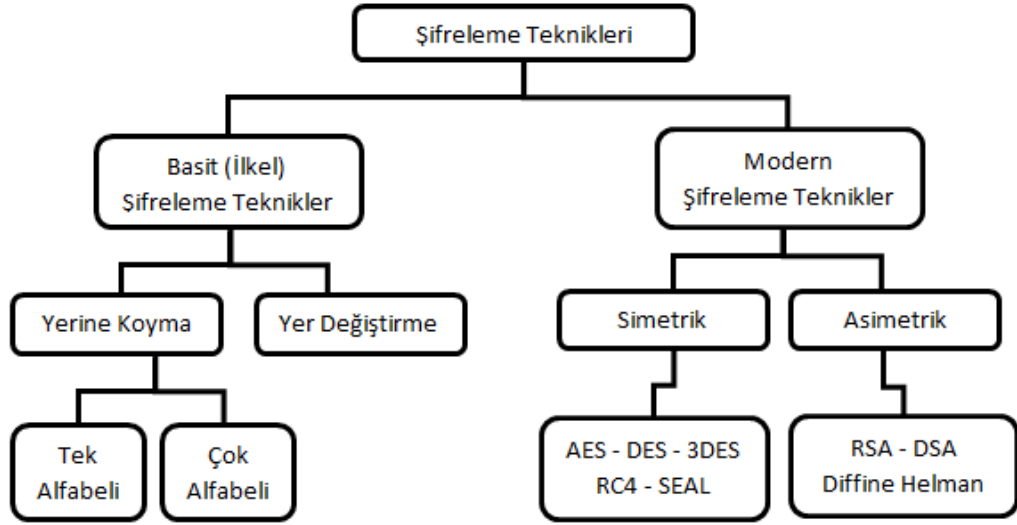 Şifreleme Teknikleri
Basit (İlkel)
Şifreleme Teknikler
Modern
Şifreleme Teknikler
Yerine Koyma
Yer Değiştirme
Simetrik
Asimetrik
Tek
Alfabeli
Çok
Alfabeli
AES - DES - 3DES
RC4 - SEAL
RSA - DSA
Diffine Helman